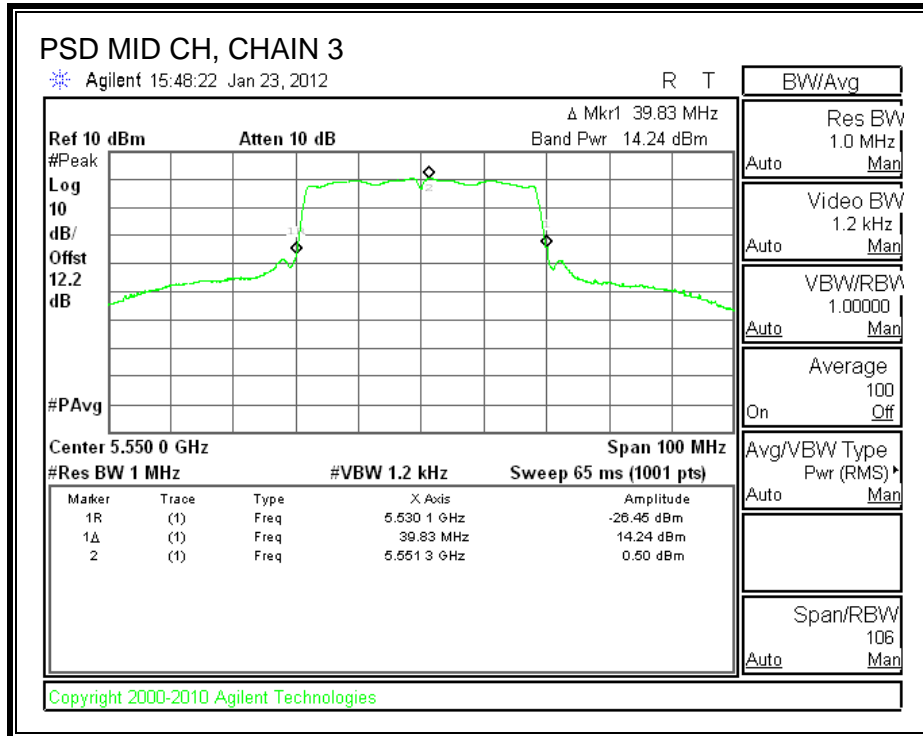 PSD MID CH, CHAIN 3
Agilent 15:48:22 Jan 23, 2012 R T
Δ Mkr1 39.83 MHz
Ref 10 dBm Atten 10 dB Band Pwr 14.24 dBm
#Peak
Log
10
dB/
Offst
12.2
dB
#PAvg
Center 5.550 0 GHz Span 100 MHz
#Res BW 1 MHz #VBW 1.2 kHz Sweep 65 ms (1001 pts)
Marker Trace Type X Axis Amplitude
1R (1) Freq 5.530 1 GHz -26.45 dBm
1Δ (1) Freq 39.83 MHz 14.24 dBm
2 (1) Freq 5.551 3 GHz 0.50 dBm
Copyright 2000-2010 Agilent Technologies
BW/Avg
Res BW
1.0 MHz
Auto Man
Video BW
1.2 kHz
Auto Man
VBW/RBW
1.00000
Auto Man
Average
100
On Off
Avg/VBW Type
Pwr (RMS)
Auto Man
Span/RBW
106
Auto Man